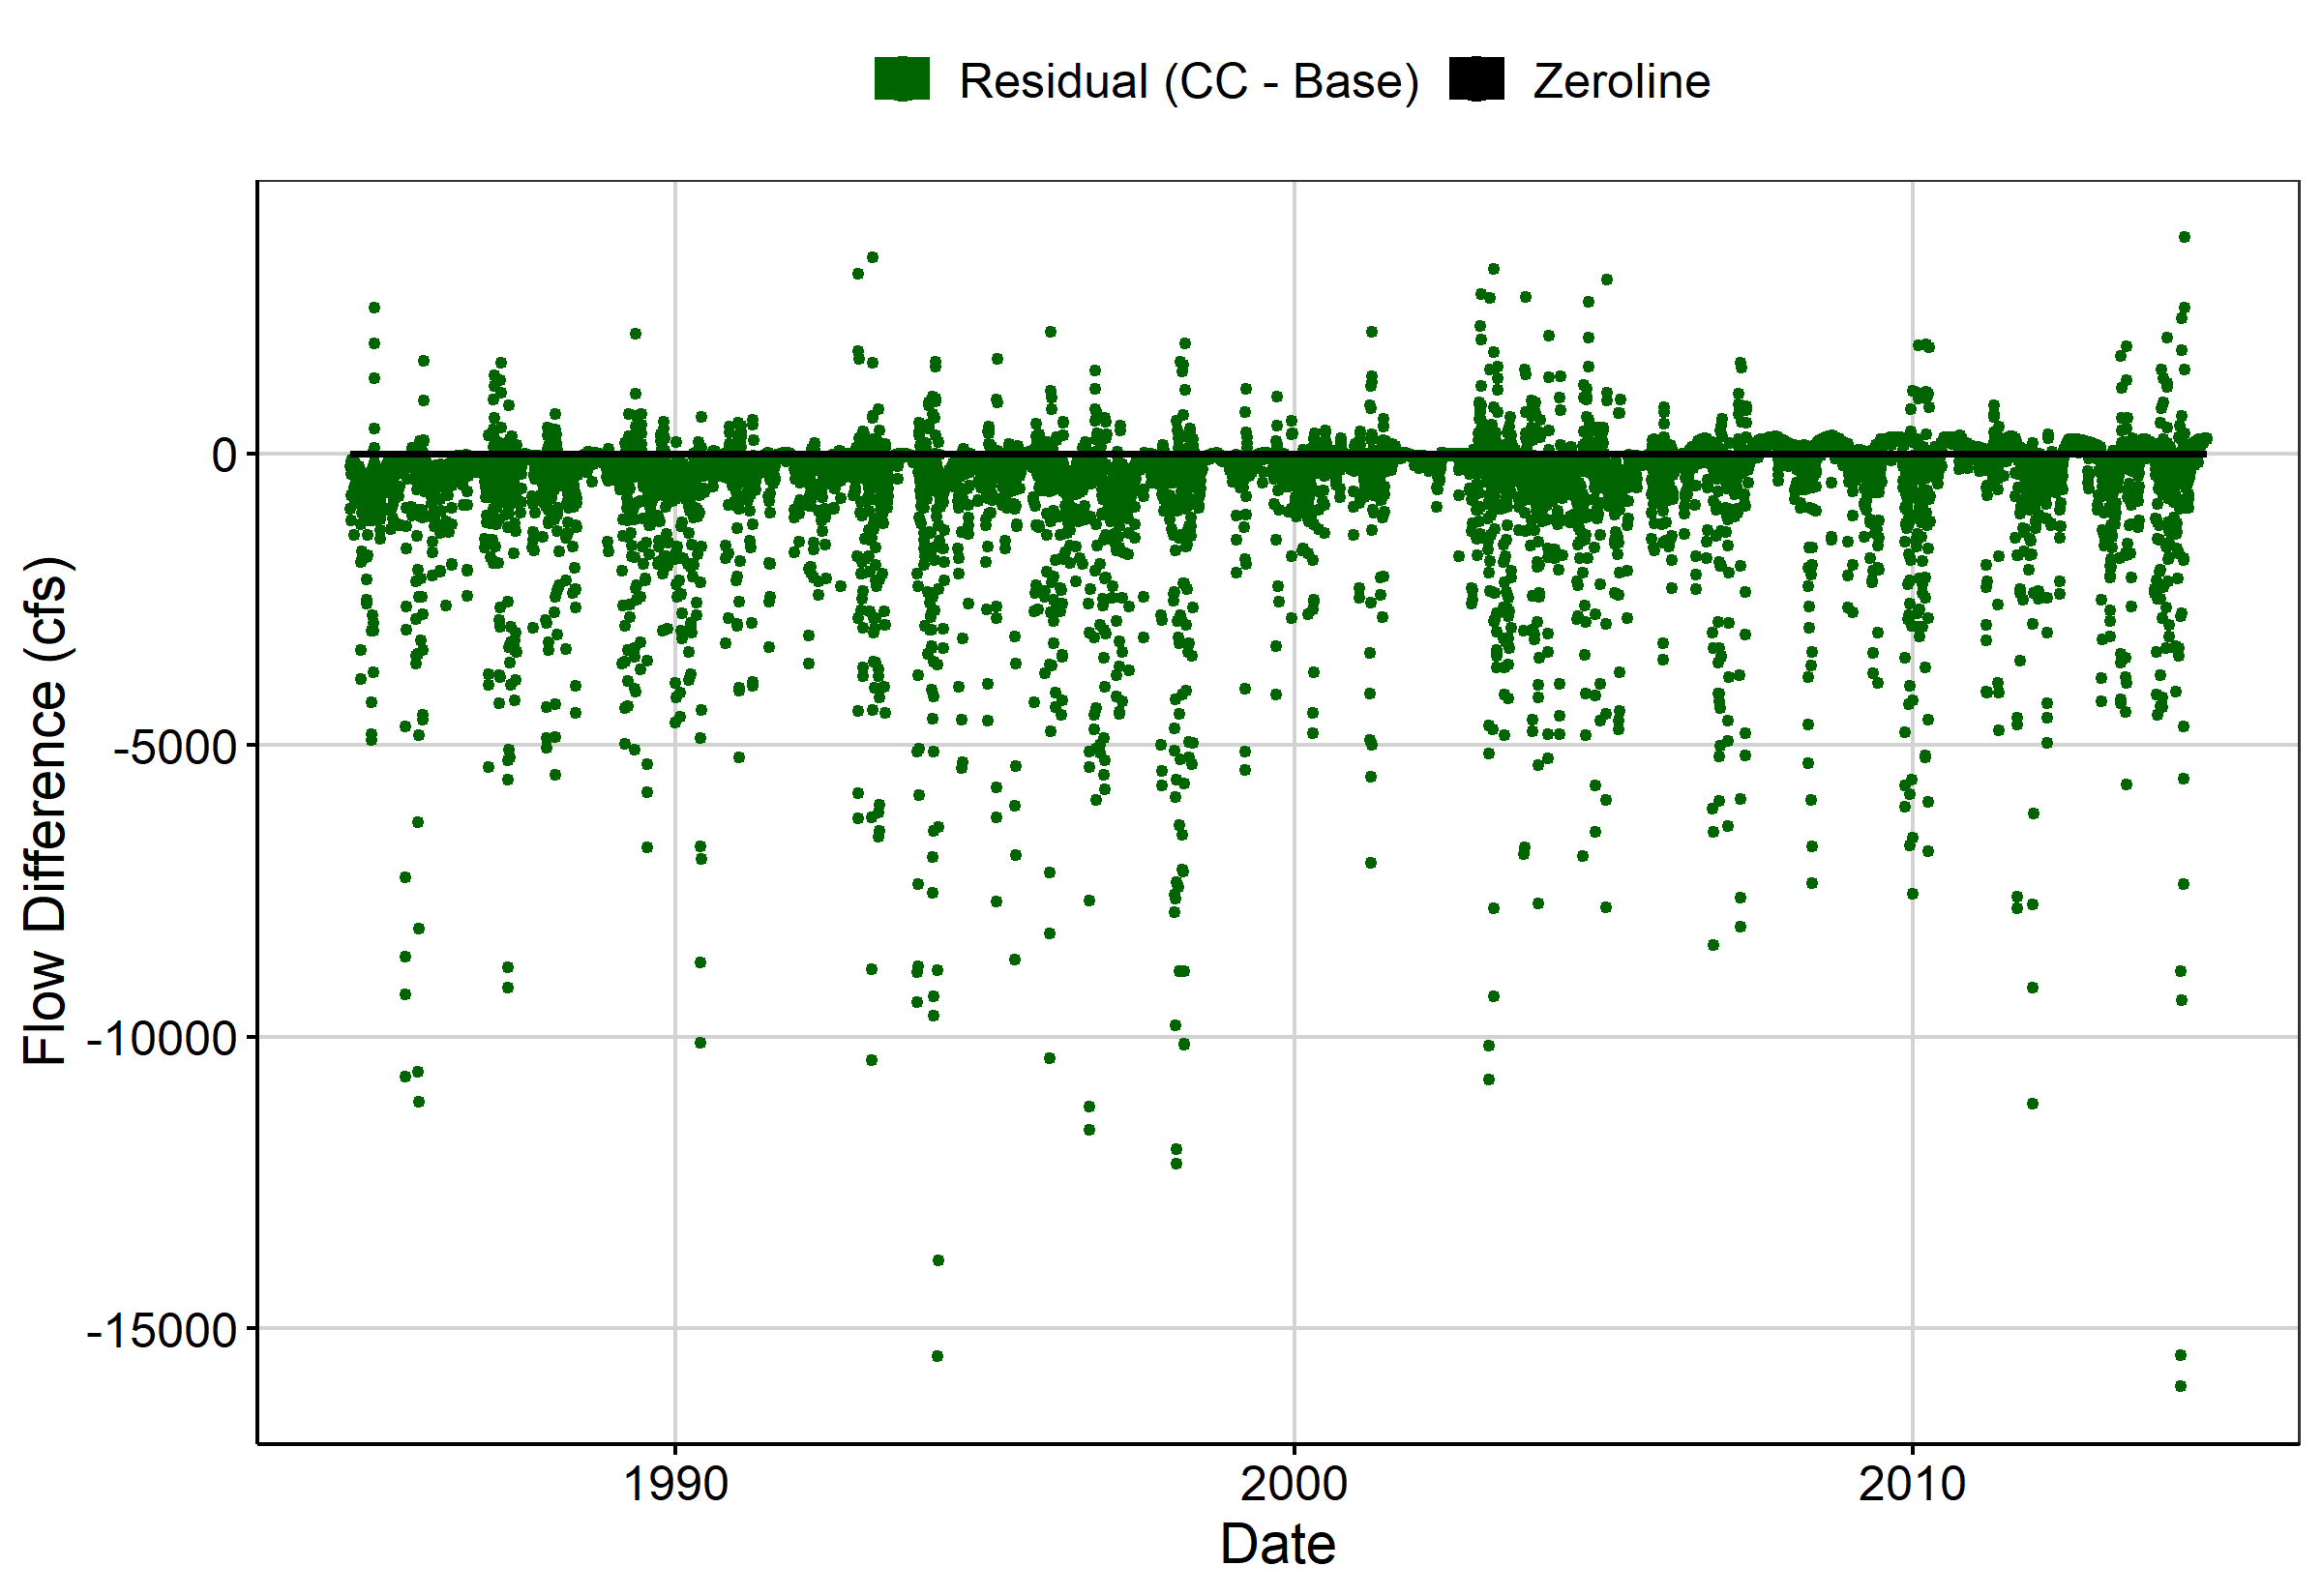 Residual (CC - Base) Zeroline
0
-5000
-10000
-15000
Flow Difference (cfs)
1990 2000 2010
Date